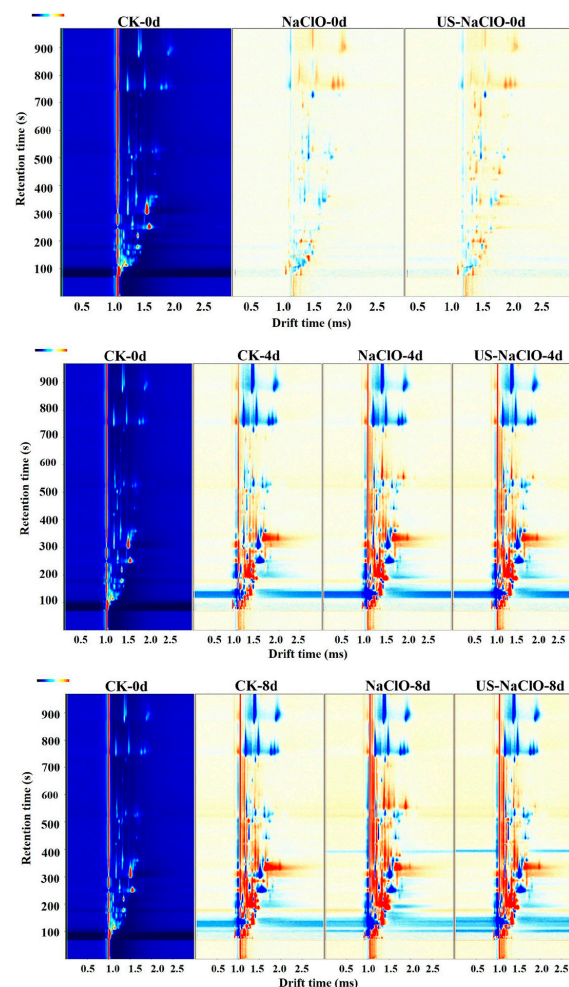 CK-0d NaClO-0d US-NaClO-0d
900
800
700
600
500
400
300
200
100
Retention time (s)
0.5 1.0 1.5 2.0 2.5 0.5 1.0 1.5 2.0 2.5 0.5 1.0 1.5 2.0 2.5
Drift time (ms)
CK-0d CK-4d NaClO-4d US-NaClO-4d
900
800
700
600
500
400
300
200
100
Retention time (s)
0.5 1.0 1.5 2.0 2.5 0.5 1.0 1.5 2.0 2.5 0.5 1.0 1.5 2.0 2.5 0.5 1.0 1.5 2.0 2.5
Drift time (ms)
CK-0d CK-8d NaClO-8d US-NaClO-8d
900
800
700
600
500
400
300
200
100
Retention time (s)
0.5 1.0 1.5 2.0 2.5 0.5 1.0 1.5 2.0 2.5 0.5 1.0 1.5 2.0 2.5 0.5 1.0 1.5 2.0 2.5
Drift time (ms)